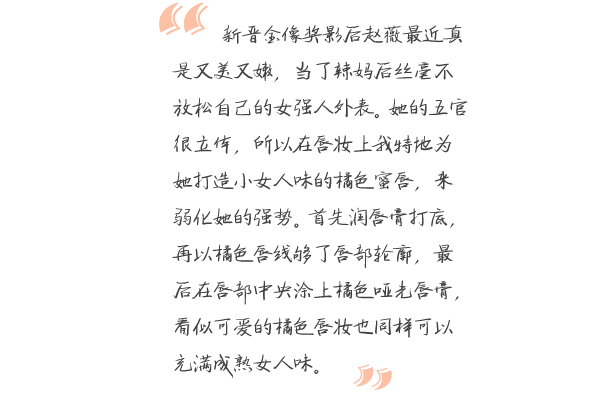 新晋金像奖影后赵薇最近真
是又美又嫩，当了辣妈后丝毫不
放松自己的女强人外表。她的五官
很立体，所以在唇妆上我特地为
她打造小女人味的橘色蜜唇，来
弱化她的强势。首先润唇膏打底，
再以橘色唇线够了唇部轮廓，最
后在唇部中央涂上橘色哑光唇膏，
看似可爱的橘色唇妆也同样可以
充满成熟女人味。